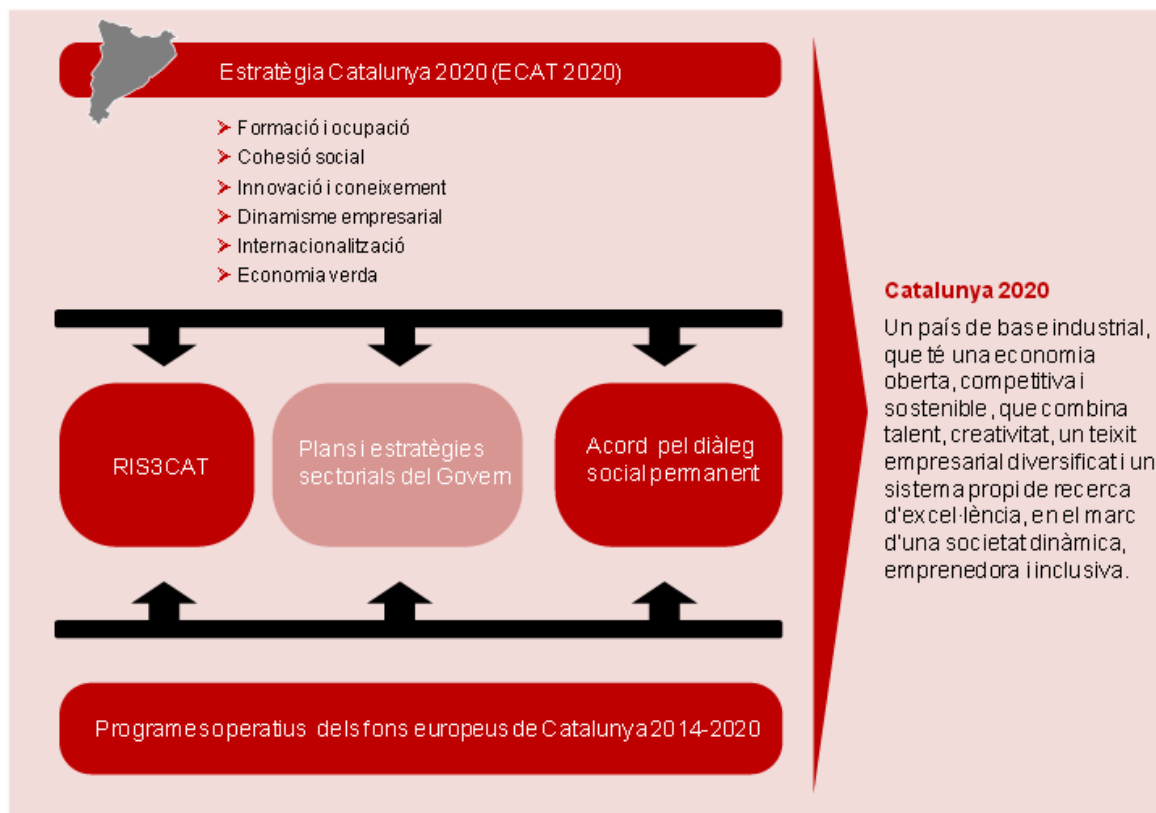 Estratègia Catalunya 2020 (ECAT 2020)
Formació i ocupació
Cohesió social
Innovació i coneixement
Dinamisme empresarial
Internacionalització
Economia verda
RIS3CAT
Plans i estratègies
sectorials del Govern
Acord pel diàleg
social permanent
Programes operatius dels fons europeus de Catalunya 2014-2020
Catalunya 2020
Un país de base industrial,
que té una economia
oberta, competitiva i
sostenible, que combina
talent, creativitat, un teixit
empresarial diversificat i un
sistema propi de recerca
d'excel·lència, en el marc
d'una societat dinàmica,
emprenedora i inclusiva.